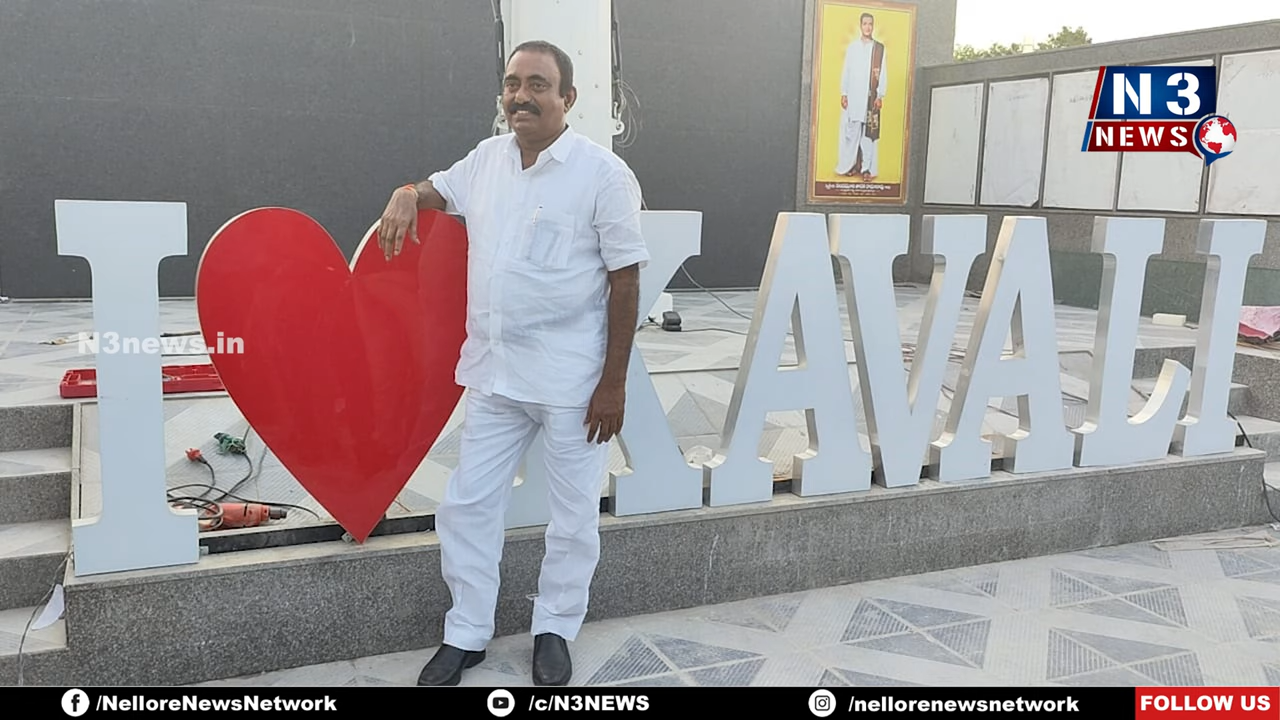 N3
NEWS
I KAVALI
N3news.in
/NelloreNewsNetwork
/c/N3NEWS
/nellorenewsnetwork
FOLLOW US